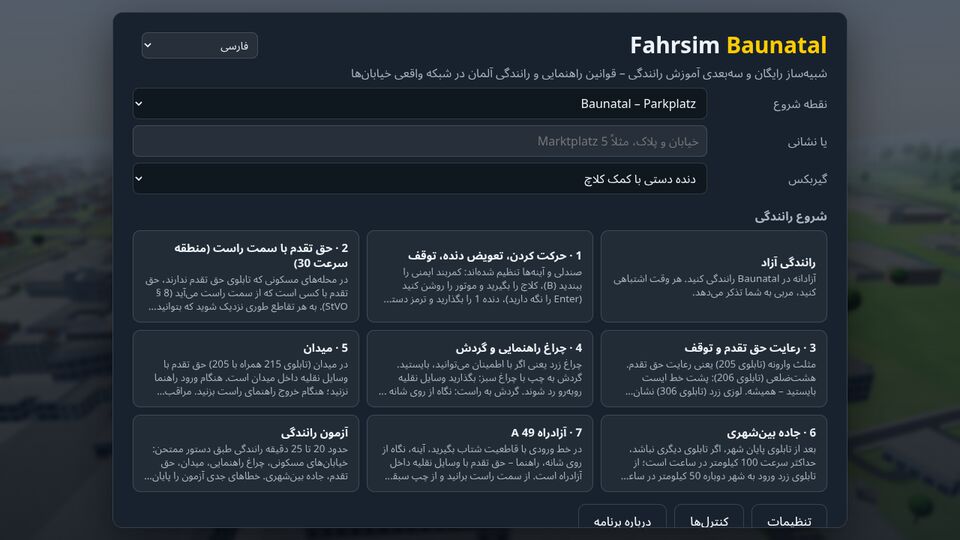 Fahrsim Baunatal
فارسی
شبیه‌ساز رایگان و سه‌بعدی آموزش رانندگی – قوانین راهنمایی و رانندگی آلمان در شبکه واقعی خیابان‌ها
نقطه شروع
Baunatal – Parkplatz
یا نشانی
خیابان و پلاک، مثلاً Marktplatz 5
گیربکس
دنده دستی با کمک کلاچ
شروع رانندگی
رانندگی آزاد
آزادانه در Baunatal رانندگی کنید. هر وقت اشتباهی
کنید، مربی به شما تذکر می‌دهد.
1 · حرکت کردن، تعویض دنده، توقف
صندلی و آینه‌ها تنظیم شده‌اند: کمربند ایمنی را
ببندید (B)، کلاچ را بگیرید و موتور را روشن کنید
(Enter را نگه دارید)، دنده 1 را بگذارید و ترمز دستـ...
2 · حق تقدم با سمت راست (منطقه
سرعت 30)
در محله‌های مسکونی که تابلوی حق تقدم ندارند، حق
تقدم با کسی است که از سمت راست می‌آید (§ 8
StVO). به هر تقاطع طوری نزدیک شوید که بتوانید...
3 · رعایت حق تقدم و توقف
مثلث وارونه (تابلوی 205) یعنی رعایت حق تقدم.
هشت‌ضلعی (تابلوی 206): پشت خط ایست
بایستید – همیشه. لوزی زرد (تابلوی 306) نشان...
4 · چراغ راهنمایی و گردش
چراغ زرد یعنی اگر با اطمینان می‌توانید، بایستید.
گردش به چپ با چراغ سبز: بگذارید وسایل نقلیه
روبه‌رو رد شوند. گردش به راست: نگاه از روی شانه ...
5 · میدان
در میدان (تابلوی 215 همراه با 205) حق تقدم با
وسایل نقلیه داخل میدان است. هنگام ورود راهنما
نزنید؛ هنگام خروج راهنمای راست بزنید. مراقب...
6 · جاده بین‌شهری
بعد از تابلوی پایان شهر، اگر تابلوی دیگری نباشد،
حداکثر سرعت 100 کیلومتر در ساعت است؛ از
تابلوی زرد ورود به شهر دوباره 50 کیلومتر در ساعـ...
7 · آزادراه A 49
در خط ورودی با قاطعیت شتاب بگیرید، آینه، نگاه از
روی شانه، راهنما – حق تقدم با وسایل نقلیه داخل
آزادراه است. از سمت راست برانید و از چپ سبقـ...
آزمون رانندگی
حدود 20 تا 25 دقیقه رانندگی طبق دستور ممتحن:
خیابان‌های مسکونی، چراغ راهنمایی، میدان، حق
تقدم، جاده بین‌شهری. خطاهای جدی آزمون را پایان...
تنظیمات
کنترل‌ها
درباره برنامه